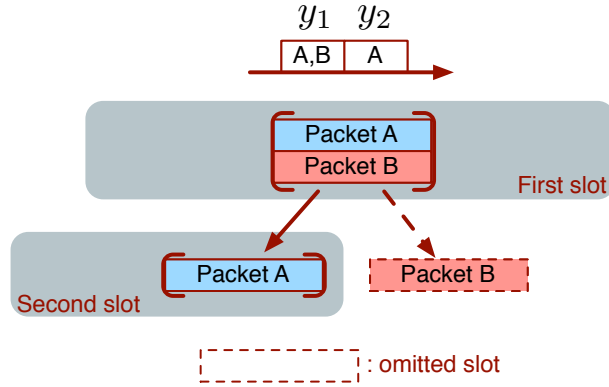 y₁ y₂
A,B A
Packet A
Packet B
First slot
Packet A Packet B
Second slot
: omitted slot